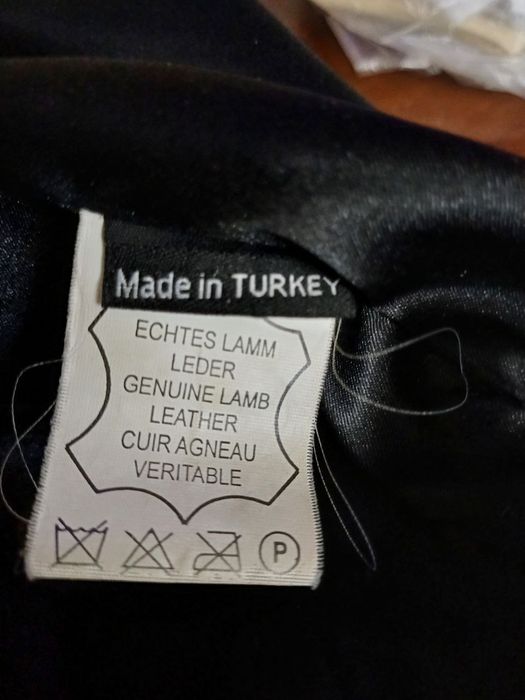 Made in TURKEY
ECHTES LAMM
LEDER
GENUINE LAMB
LEATHER
CUIR AGNEAU
VERITABLE
P